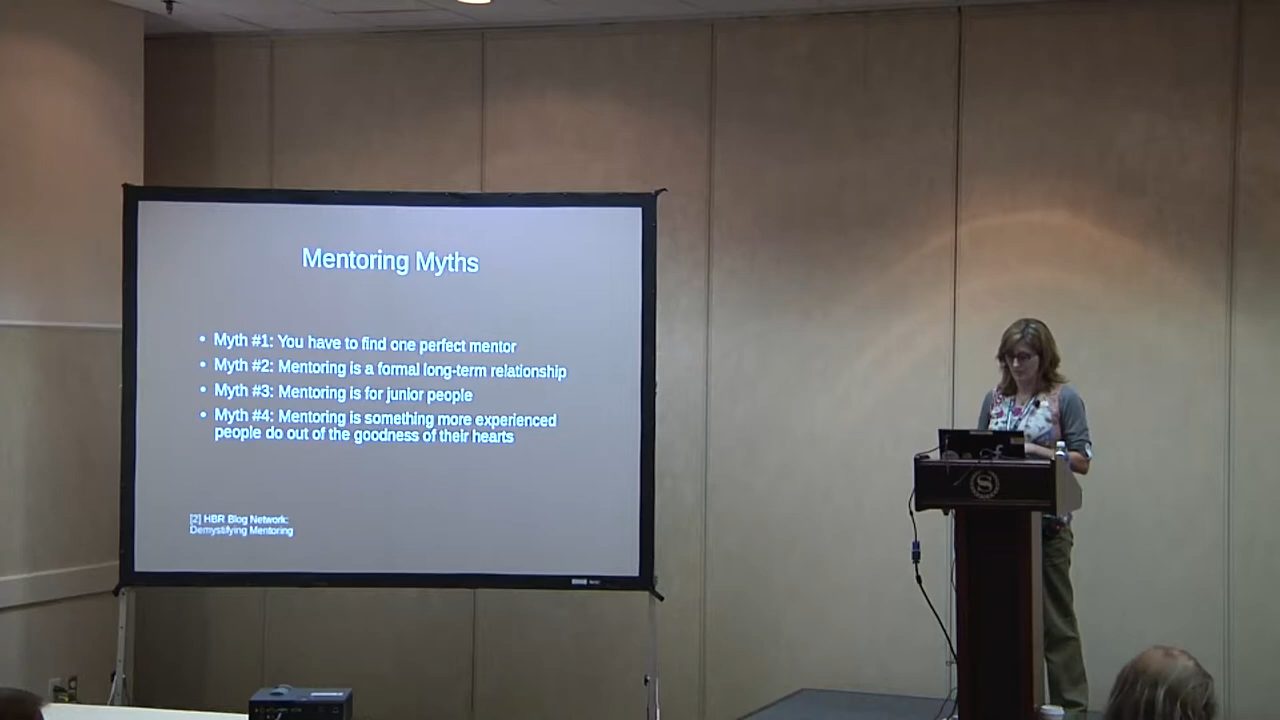 Mentoring Myths
• Myth #1: You have to find one perfect mentor
• Myth #2: Mentoring is a formal long-term relationship
• Myth #3: Mentoring is for junior people
• Myth #4: Mentoring is something more experienced
people do out of the goodness of their hearts
[2] HBR Blog Network:
Demystifying Mentoring
S